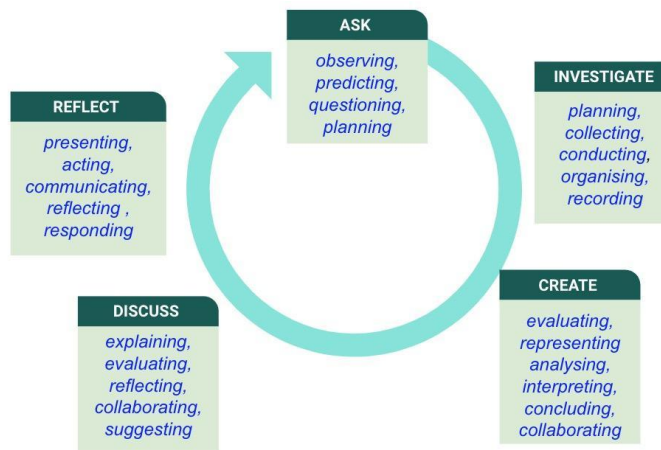 ASK
observing,
predicting,
questioning,
planning
INVESTIGATE
planning,
collecting,
conducting,
organising,
recording
CREATE
evaluating,
representing
analysing,
interpreting,
concluding,
collaborating
DISCUSS
explaining,
evaluating,
reflecting,
collaborating,
suggesting
REFLECT
presenting,
acting,
communicating,
reflecting ,
responding